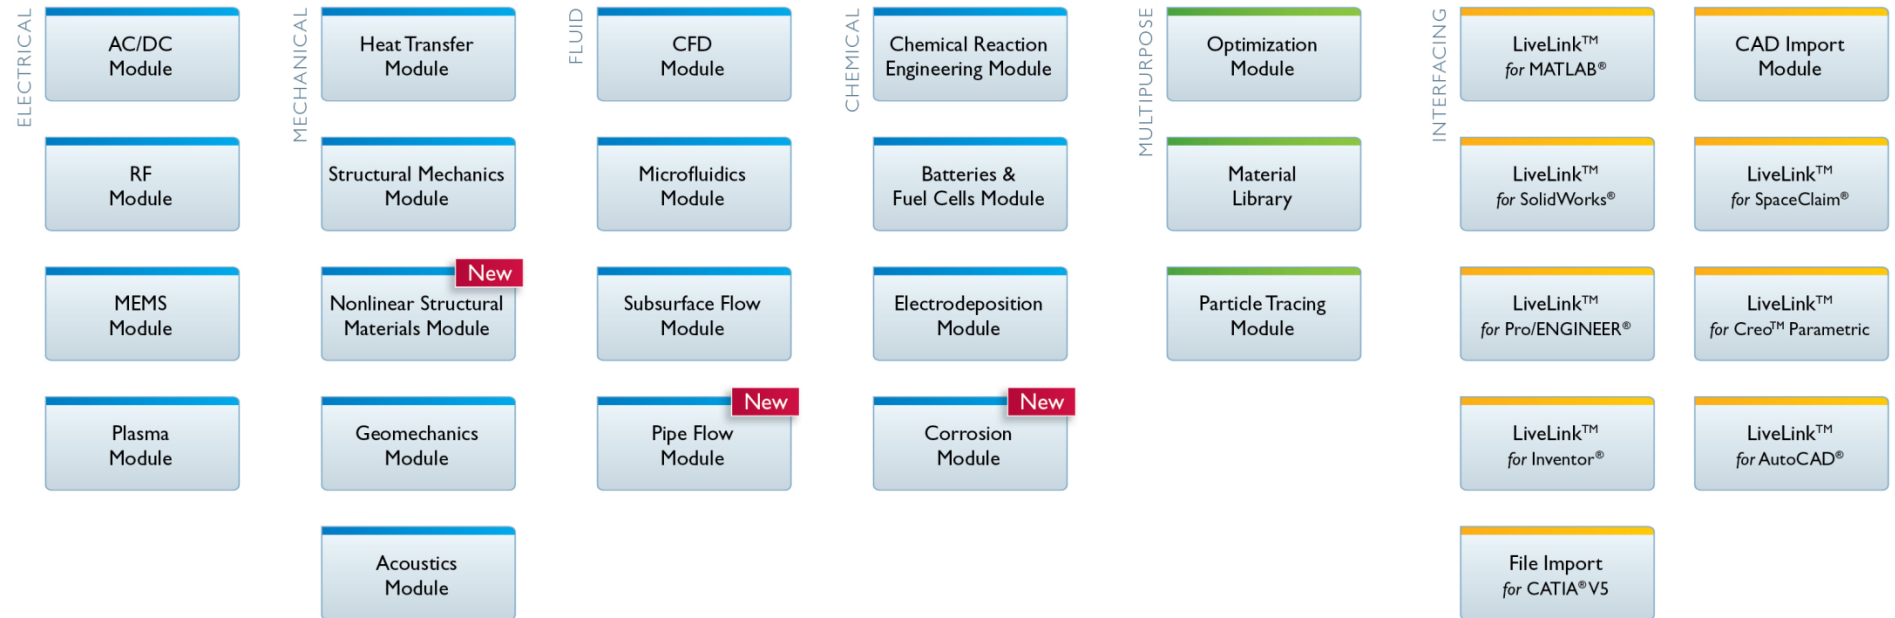 ELECTRICAL
AC/DC
Module
RF
Module
MEMS
Module
Plasma
Module
MECHANICAL
Heat Transfer
Module
Structural Mechanics
Module
New
Nonlinear Structural
Materials Module
Geomechanics
Module
Acoustics
Module
FLUID
CFD
Module
Microfluidics
Module
Subsurface Flow
Module
New
Pipe Flow
Module
CHEMICAL
Chemical Reaction
Engineering Module
Batteries &
Fuel Cells Module
Electrodeposition
Module
New
Corrosion
Module
MULTIPURPOSE
Optimization
Module
Material
Library
Particle Tracing
Module
INTERFACING
LiveLink™
for MATLAB®
CAD Import
Module
LiveLink™
for SolidWorks®
LiveLink™
for SpaceClaim®
LiveLink™
for Pro/ENGINEER®
LiveLink™
for Creo™ Parametric
LiveLink™
for Inventor®
LiveLink™
for AutoCAD®
File Import
for CATIA® V5